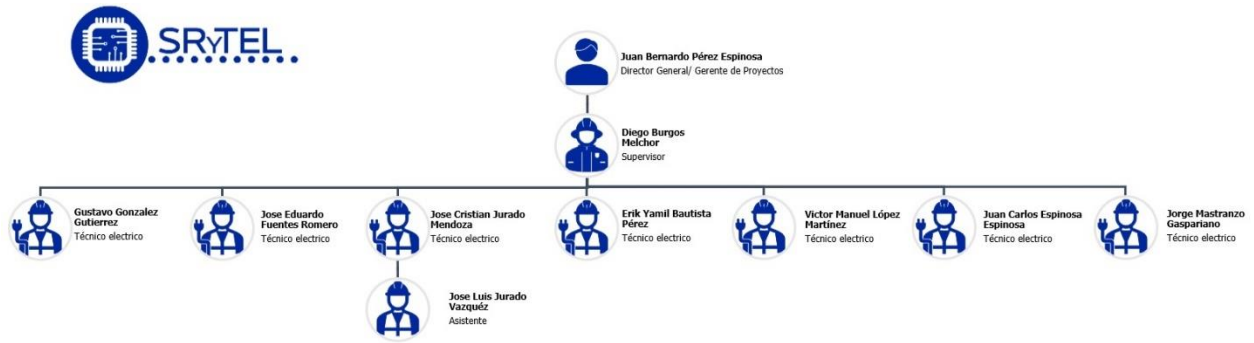 SRYTEL
Juan Bernardo Pérez Espinosa
Director General/ Gerente de Proyectos
Diego Burgos
Melchor
Supervisor
Gustavo Gonzalez
Gutierrez
Técnico electrico
Jose Eduardo
Fuentes Romero
Técnico electrico
Jose Cristian Jurado
Mendoza
Técnico electrico
Erik Yamil Bautista
Pérez
Técnico electrico
Victor Manuel López
Martínez
Técnico electrico
Juan Carlos Espinosa
Espinosa
Técnico electrico
Jorge Mastranzo
Gaspariano
Técnico electrico
Jose Luis Jurado
Vazquéz
Asistente